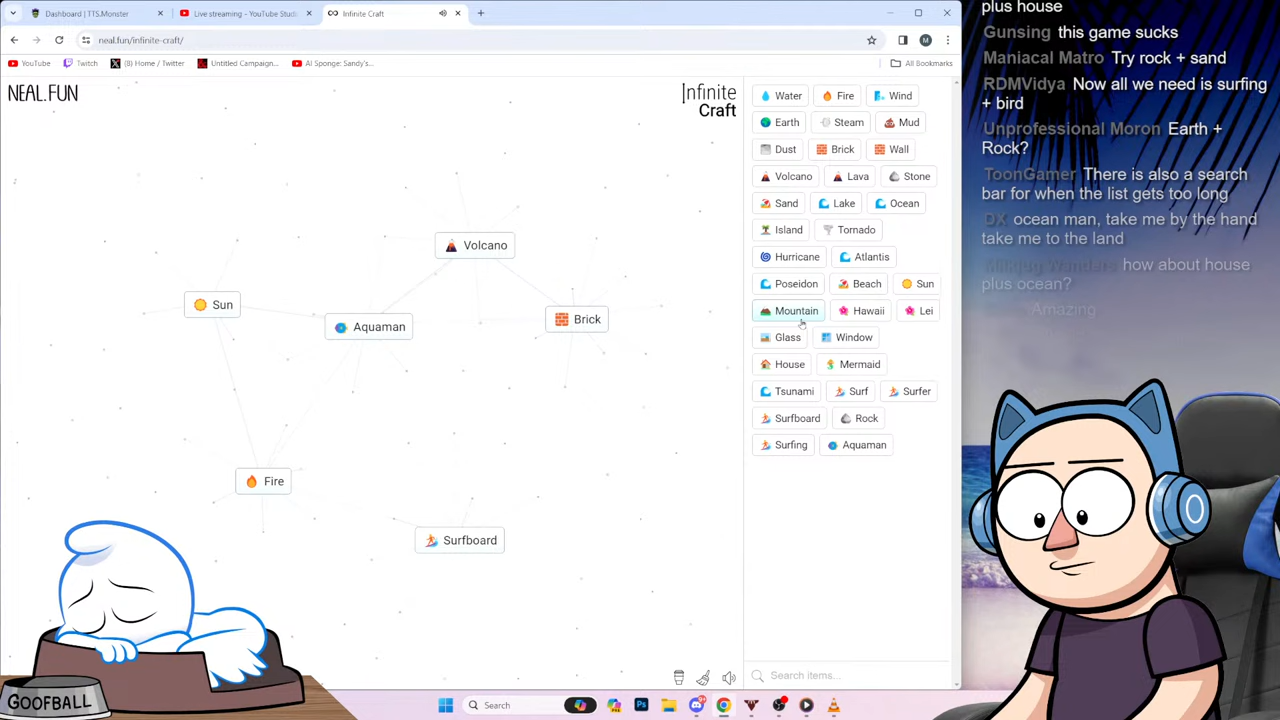 Dashboard | TTS.Monster
Live streaming - YouTube Studi
Infinite Craft
neal.fun/infinite-craft/
M
YouTube
Twitch
(8) Home / Twitter
Untitled Campaign...
AI Sponge: Sandy's...
All Bookmarks
NEAL.FUN
Infinite
Craft
Volcano
Sun
Aquaman
Brick
Fire
Surfboard
Water
Fire
Wind
Earth
Steam
Mud
Dust
Brick
Wall
Volcano
Lava
Stone
Sand
Lake
Ocean
Island
Tornado
Hurricane
Atlantis
Poseidon
Beach
Sun
Mountain
Hawaii
Lei
Glass
Window
House
Mermaid
Tsunami
Surf
Surfer
Surfboard
Rock
Surfing
Aquaman
Search items...
Search
plus house
Gunsing this game sucks
Maniacal Matro Try rock + sand
RDMVidya Now all we need is surfing
+ bird
Unprofessional Moron Earth +
Rock?
ToonGamer There is also a search
bar for when the list gets too long
DX ocean man, take me by the hand
take me to the land
how about house
plus ocean?
Amazing
GOOFBALL